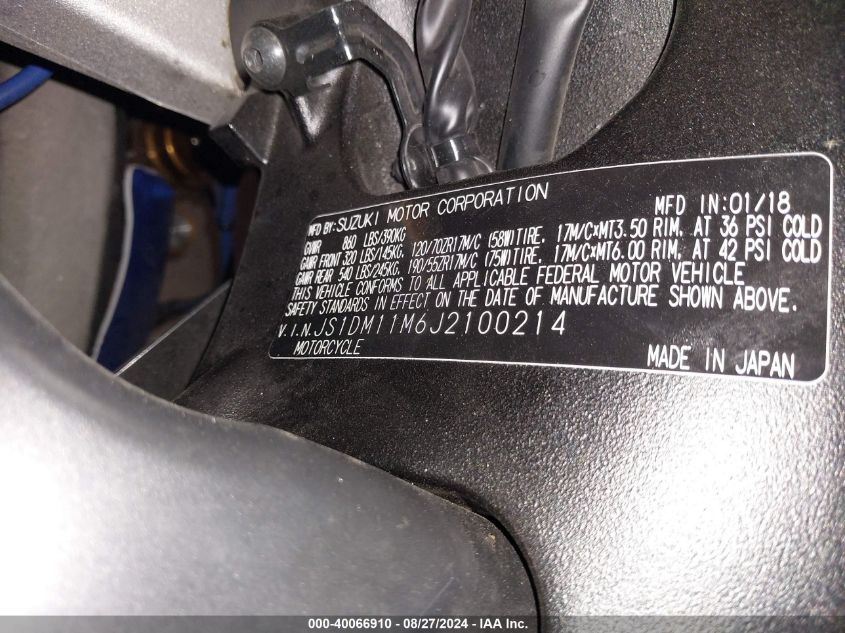 MFD BY:SUZUKI MOTOR CORPORATION MFD IN:01/18
GVWR 860 LBS/390KG
GAWR FRONT 320 LBS/145KG, 120/70ZR17M/C (58W)TIRE, 17M/C×MT3.50 RIM, AT 36 PSI COLD
GAWR REAR 540 LBS/245KG, 190/55ZR17M/C (75W)TIRE, 17M/C×MT6.00 RIM, AT 42 PSI COLD
THIS VEHICLE CONFORMS TO ALL APPLICABLE FEDERAL MOTOR VEHICLE
SAFETY STANDARDS IN EFFECT ON THE DATE OF MANUFACTURE SHOWN ABOVE.
V.I.N.JS1DM11M6J2100214
MOTORCYCLE MADE IN JAPAN
000-40066910 - 08/27/2024 - IAA Inc.